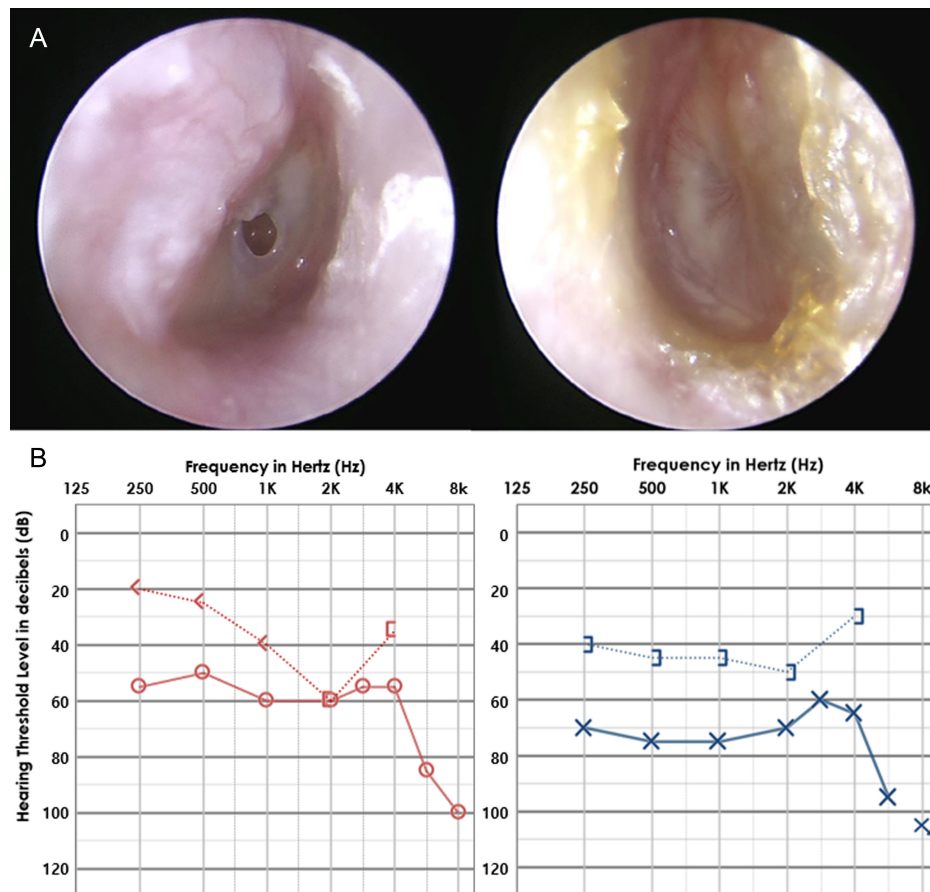 A
B
Frequency in Hertz (Hz)
125 250 500 1K 2K 4K 8k
Hearing Threshold Level in decibels (dB)
0
20
40
60
80
100
120
Frequency in Hertz (Hz)
125 250 500 1K 2K 4K 8k
0
20
40
60
80
100
120